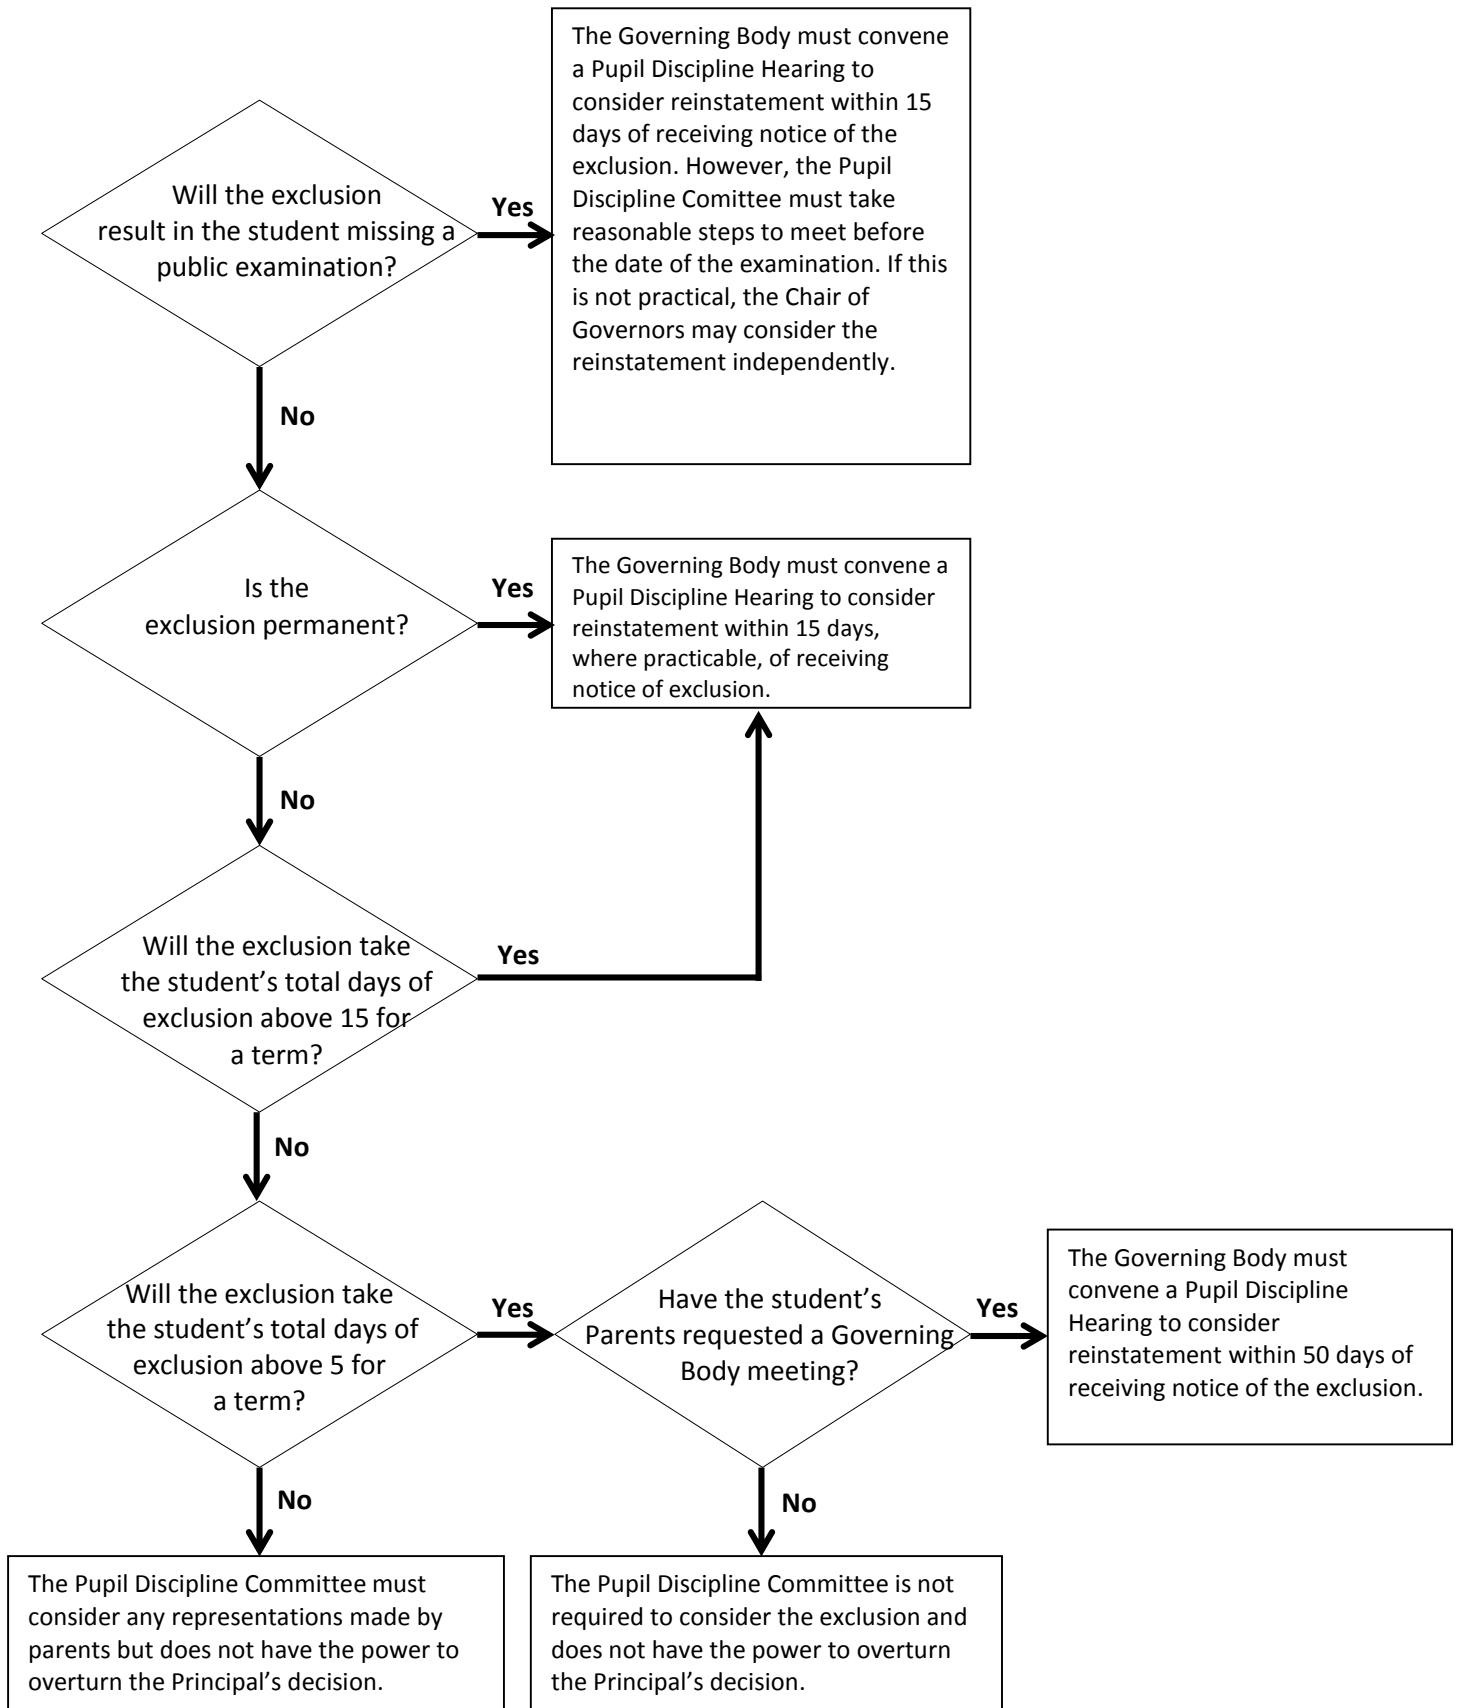 The Governing Body must convene
a Pupil Discipline Hearing to
consider reinstatement within 15
days of receiving notice of the
exclusion. However, the Pupil
Discipline Comittee must take
reasonable steps to meet before
the date of the examination. If this
is not practical, the Chair of
Governors may consider the
reinstatement independently.
Will the exclusion
result in the student missing a
public examination?
Yes
No
Is the
exclusion permanent?
Yes
The Governing Body must convene a
Pupil Discipline Hearing to consider
reinstatement within 15 days,
where practicable, of receiving
notice of exclusion.
No
Will the exclusion take
the student’s total days of
exclusion above 15 for
a term?
Yes
No
Will the exclusion take
the student’s total days of
exclusion above 5 for
a term?
Yes
Have the student’s
Parents requested a Governing
Body meeting?
Yes
The Governing Body must
convene a Pupil Discipline
Hearing to consider
reinstatement within 50 days of
receiving notice of the exclusion.
No
No
The Pupil Discipline Committee must
consider any representations made by
parents but does not have the power to
overturn the Principal’s decision.
The Pupil Discipline Committee is not
required to consider the exclusion and
does not have the power to overturn
the Principal’s decision.